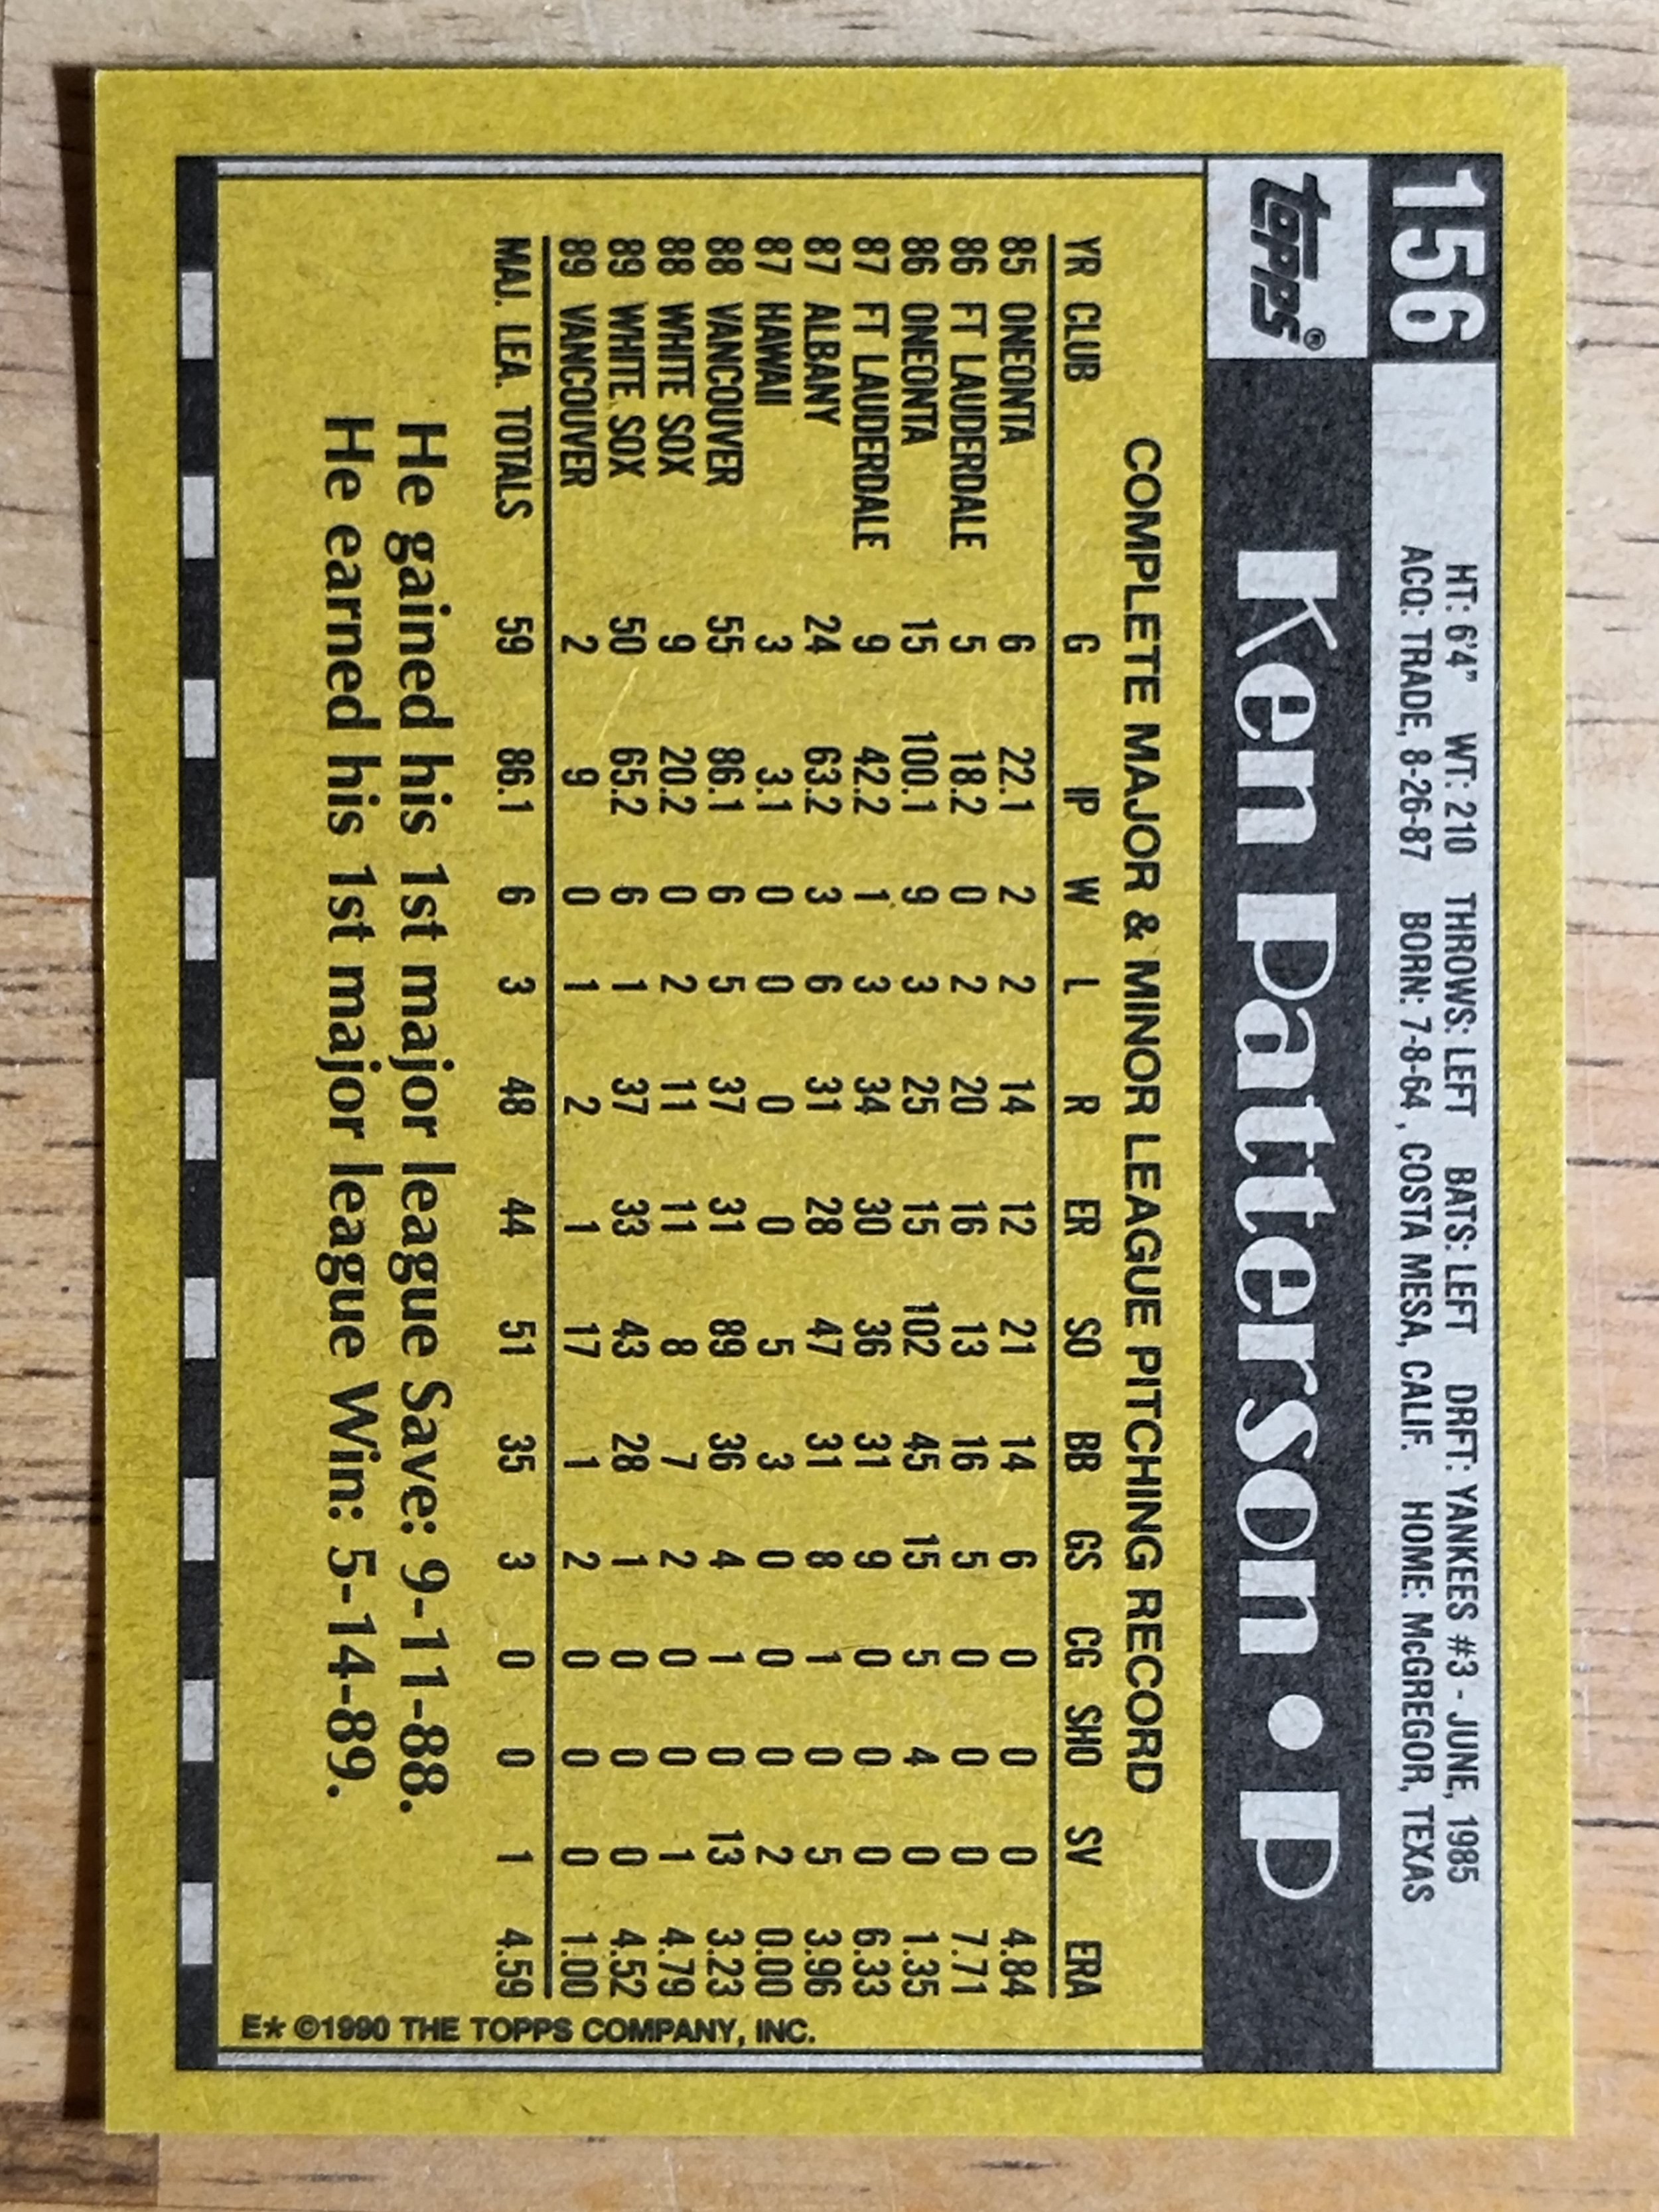 156
HT: 6'4" WT: 210 THROWS: LEFT BATS: LEFT DRFT: YANKEES #3 - JUNE, 1985
ACQ: TRADE, 8-26-87 BORN: 7-8-64, COSTA MESA, CALIF. HOME: McGREGOR, TEXAS
topps®
Ken Patterson • P
COMPLETE MAJOR & MINOR LEAGUE PITCHING RECORD
YR CLUB G IP W L R ER SO BB GS CG SHO SV ERA
85 ONEONTA 6 22.1 2 2 14 12 21 14 6 0 0 0 4.84
86 FT LAUDERDALE 5 18.2 0 2 20 16 13 16 5 0 0 0 7.71
86 ONEONTA 15 100.1 9 3 25 15 102 45 15 5 4 0 1.35
87 FT LAUDERDALE 9 42.2 1 3 34 30 36 31 9 0 0 0 6.33
87 ALBANY 24 63.2 3 6 31 28 47 31 8 1 0 5 3.96
87 HAWAII 3 3.1 0 0 0 0 5 3 0 0 0 2 0.00
88 VANCOUVER 55 86.1 6 5 37 31 89 36 4 1 0 13 3.23
88 WHITE SOX 9 20.2 0 2 11 11 8 7 2 0 0 1 4.79
89 WHITE SOX 50 65.2 6 1 37 33 43 28 1 0 0 0 4.52
89 VANCOUVER 2 9 0 1 2 1 17 1 2 0 0 0 1.00
MAJ. LEA. TOTALS 59 86.1 6 3 48 44 51 35 3 0 0 1 4.59
He gained his 1st major league Save: 9-11-88.
He earned his 1st major league Win: 5-14-89.
E* ©1990 THE TOPPS COMPANY, INC.